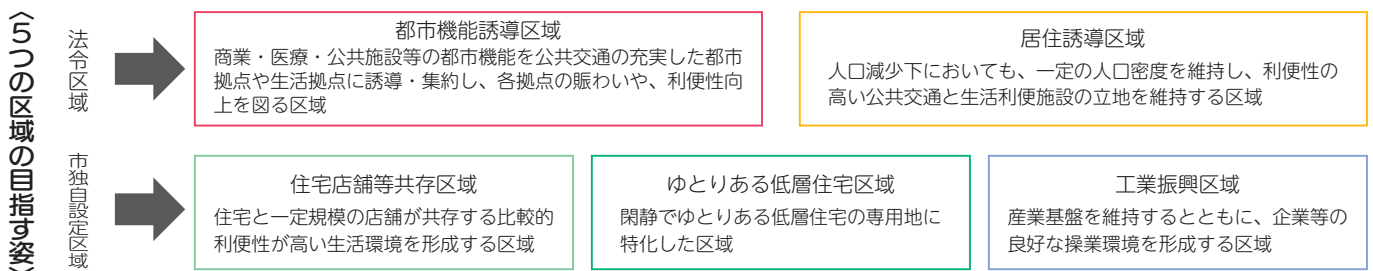 〈５つの区域の目指す姿〉
法令区域
都市機能誘導区域
商業・医療・公共施設等の都市機能を公共交通の充実した都市
拠点や生活拠点に誘導・集約し、各拠点の賑わいや、利便性向
上を図る区域
居住誘導区域
人口減少下においても、一定の人口密度を維持し、利便性の
高い公共交通と生活利便施設の立地を維持する区域
市独自設定区域
住宅店舗等共存区域
住宅と一定規模の店舗が共存する比較的
利便性が高い生活環境を形成する区域
ゆとりある低層住宅区域
閑静でゆとりある低層住宅の専用地に
特化した区域
工業振興区域
産業基盤を維持するとともに、企業等の
良好な操業環境を形成する区域